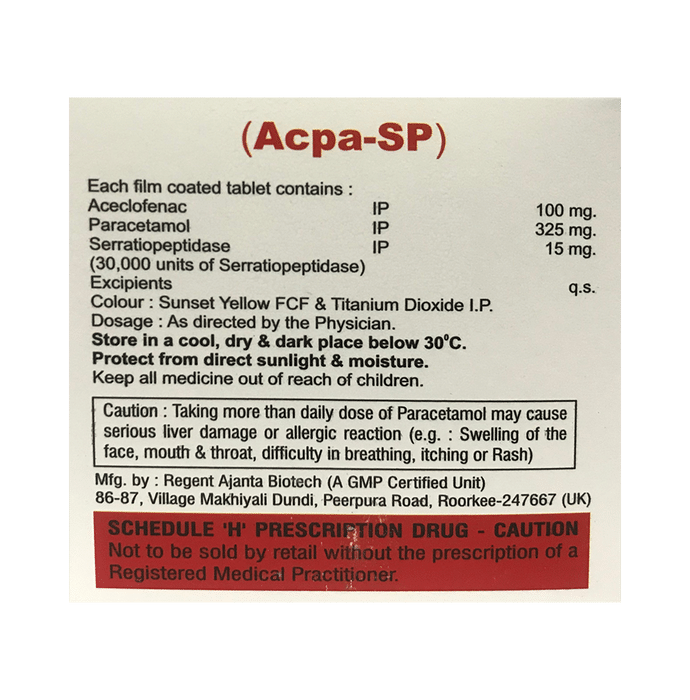 (Acpa-SP)
Each film coated tablet contains :
Aceclofenac IP 100 mg.
Paracetamol IP 325 mg.
Serratiopeptidase IP 15 mg.
(30,000 units of Serratiopeptidase)
Excipients q.s.
Colour : Sunset Yellow FCF & Titanium Dioxide I.P.
Dosage : As directed by the Physician.
Store in a cool, dry & dark place below 30°C.
Protect from direct sunlight & moisture.
Keep all medicine out of reach of children.
Caution : Taking more than daily dose of Paracetamol may cause
serious liver damage or allergic reaction (e.g. : Swelling of the
face, mouth & throat, difficulty in breathing, itching or Rash)
Mfg. by : Regent Ajanta Biotech (A GMP Certified Unit)
86-87, Village Makhiyali Dundi, Peerpura Road, Roorkee-247667 (UK)
SCHEDULE 'H' PRESCRIPTION DRUG - CAUTION
Not to be sold by retail without the prescription of a
Registered Medical Practitioner.